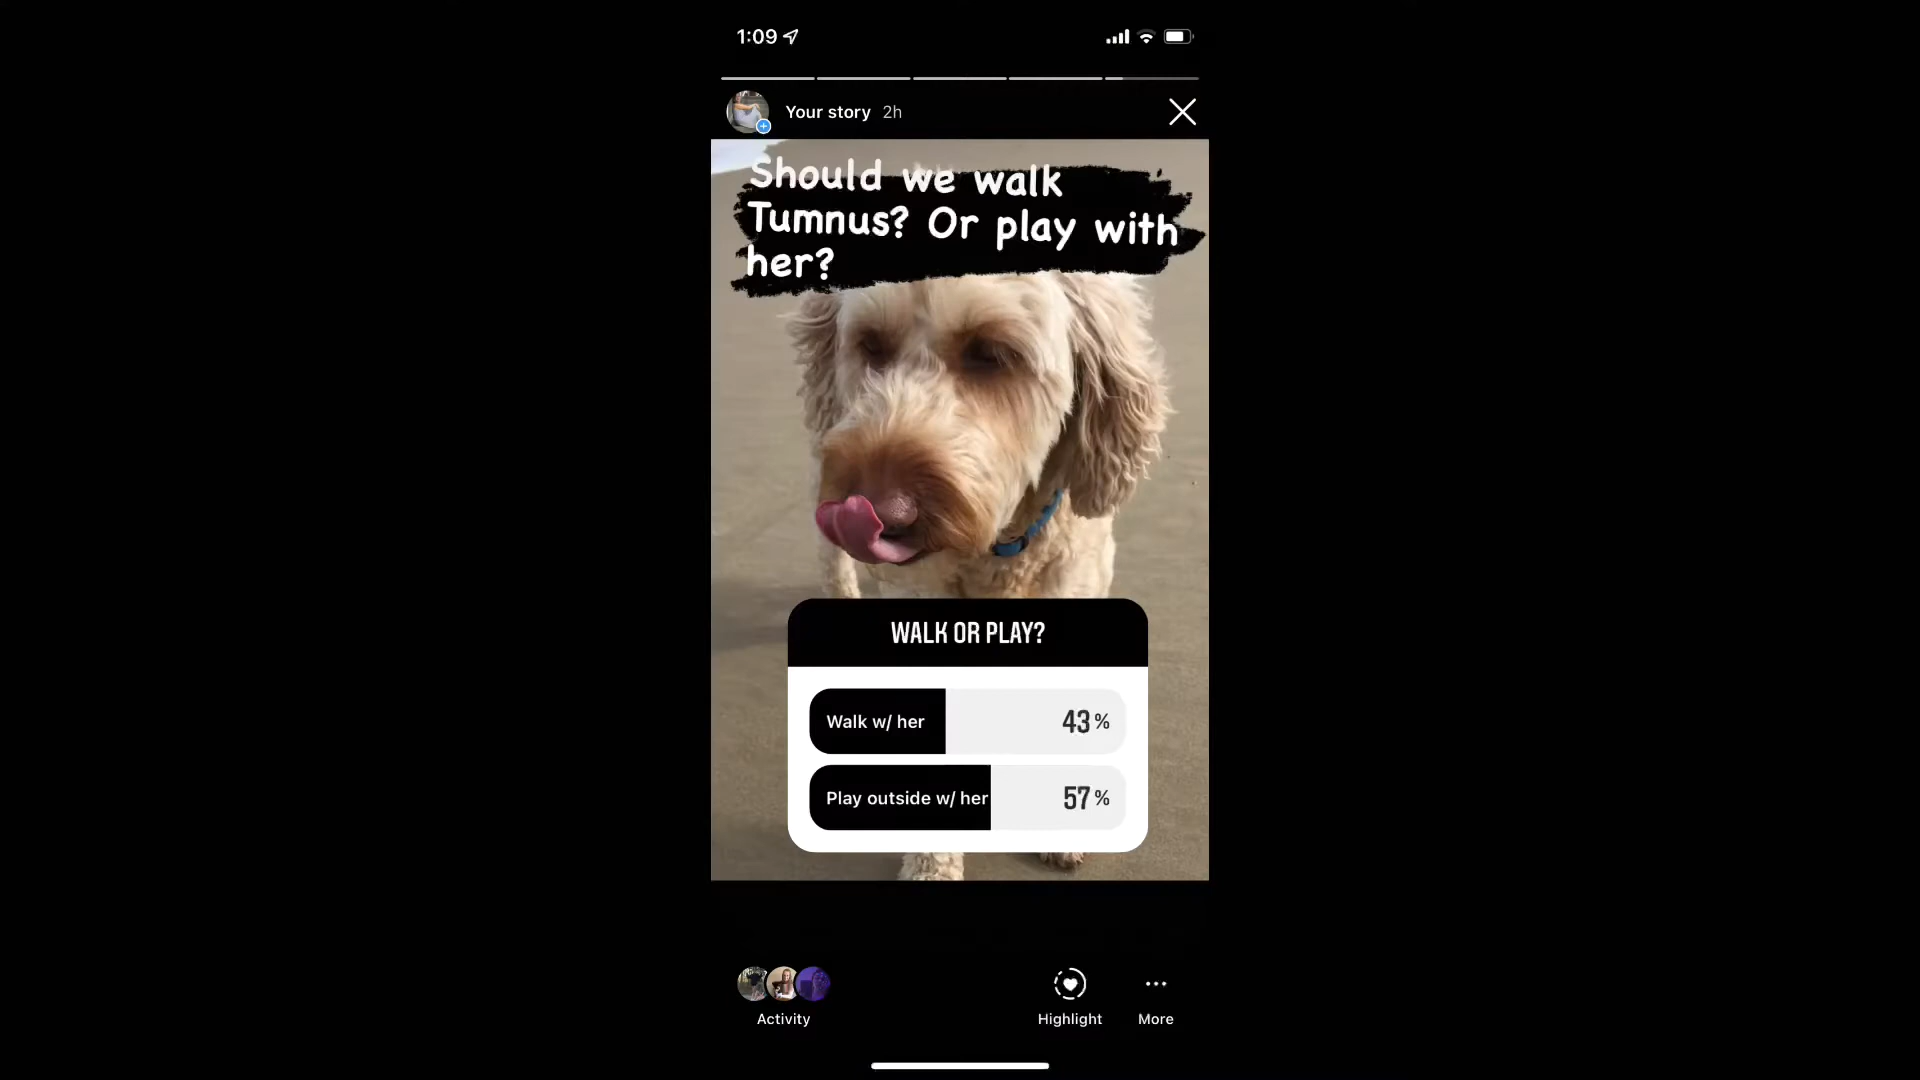 1:09
Your story 2h
Should we walk
Tumnus? Or play with
her?
WALK OR PLAY?
Walk w/ her 43%
Play outside w/ her 57%
Activity
Highlight
More